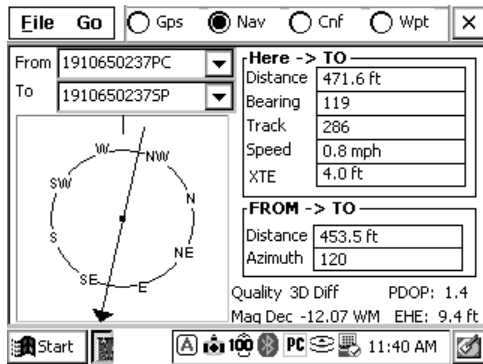 File Go Gps Nav Cnf Wpt
From 1910650237PC
To 1910650237SP
W
NW
N
NE
E
SE
S
SW
Here -> TO
Distance 471.6 ft
Bearing 119
Track 286
Speed 0.8 mph
XTE 4.0 ft
FROM -> TO
Distance 453.5 ft
Azimuth 120
Quality 3D Diff PDOP: 1.4
Mag Dec -12.07 WM EHE: 9.4 ft
Start A 100 PC 11:40 AM